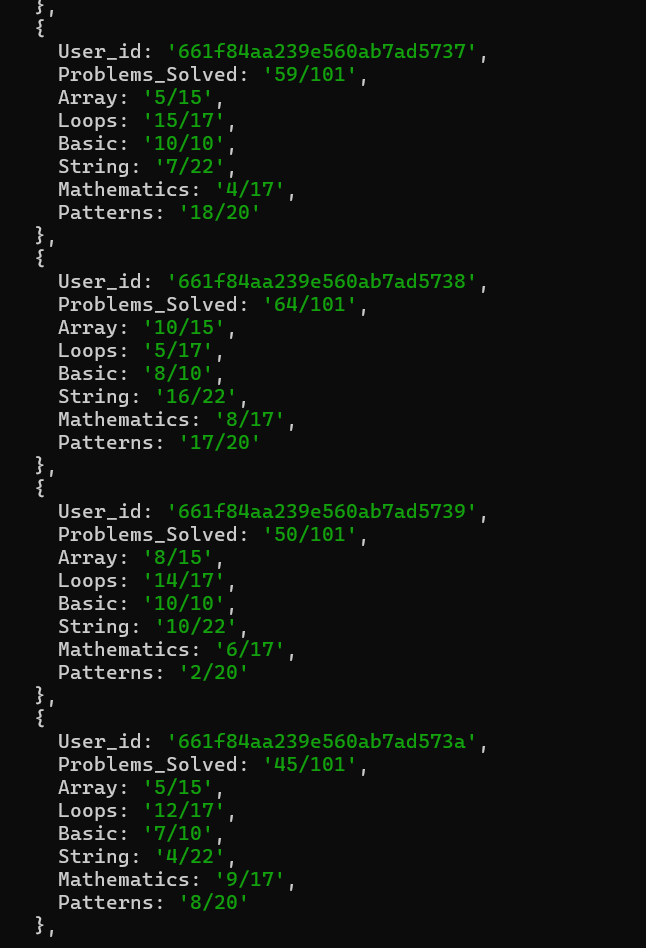 },
{
User_id: '661f84aa239e560ab7ad5737',
Problems_Solved: '59/101',
Array: '5/15',
Loops: '15/17',
Basic: '10/10',
String: '7/22',
Mathematics: '4/17',
Patterns: '18/20'
},
{
User_id: '661f84aa239e560ab7ad5738',
Problems_Solved: '64/101',
Array: '10/15',
Loops: '5/17',
Basic: '8/10',
String: '16/22',
Mathematics: '8/17',
Patterns: '17/20'
},
{
User_id: '661f84aa239e560ab7ad5739',
Problems_Solved: '50/101',
Array: '8/15',
Loops: '14/17',
Basic: '10/10',
String: '10/22',
Mathematics: '6/17',
Patterns: '2/20'
},
{
User_id: '661f84aa239e560ab7ad573a',
Problems_Solved: '45/101',
Array: '5/15',
Loops: '12/17',
Basic: '7/10',
String: '4/22',
Mathematics: '9/17',
Patterns: '8/20'
},